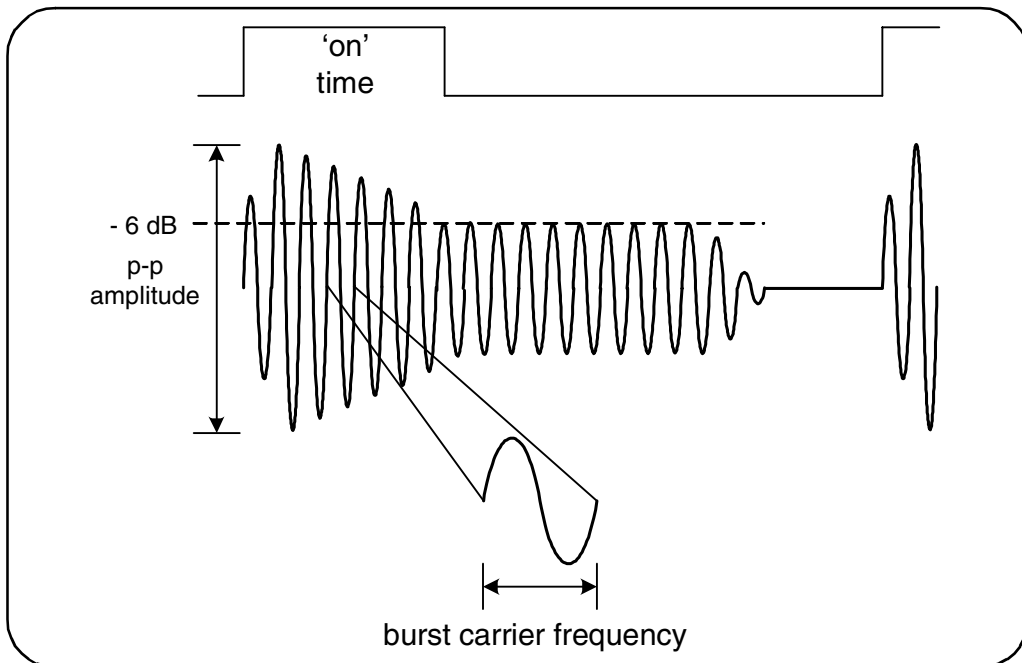 ‘on’
time
- 6 dB
p-p
amplitude
burst carrier frequency